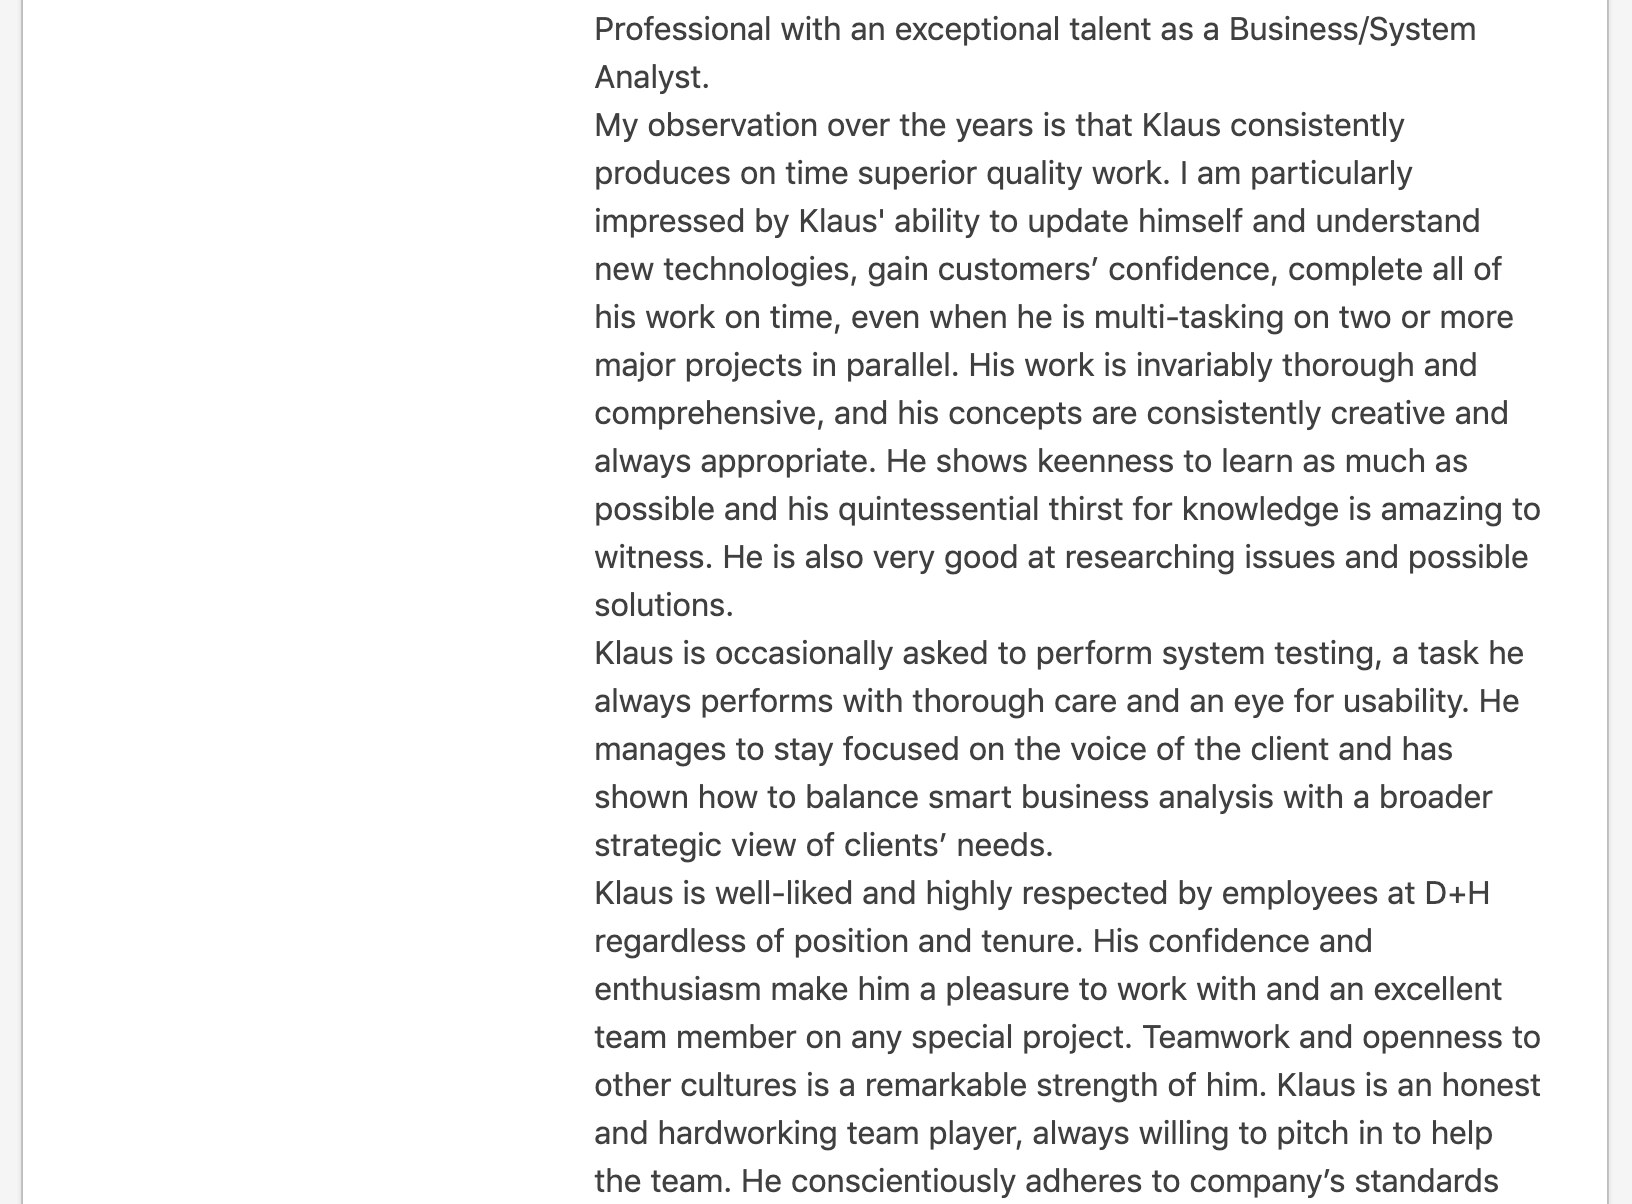 Professional with an exceptional talent as a Business/System
Analyst.
My observation over the years is that Klaus consistently
produces on time superior quality work. I am particularly
impressed by Klaus' ability to update himself and understand
new technologies, gain customers’ confidence, complete all of
his work on time, even when he is multi-tasking on two or more
major projects in parallel. His work is invariably thorough and
comprehensive, and his concepts are consistently creative and
always appropriate. He shows keenness to learn as much as
possible and his quintessential thirst for knowledge is amazing to
witness. He is also very good at researching issues and possible
solutions.
Klaus is occasionally asked to perform system testing, a task he
always performs with thorough care and an eye for usability. He
manages to stay focused on the voice of the client and has
shown how to balance smart business analysis with a broader
strategic view of clients’ needs.
Klaus is well-liked and highly respected by employees at D+H
regardless of position and tenure. His confidence and
enthusiasm make him a pleasure to work with and an excellent
team member on any special project. Teamwork and openness to
other cultures is a remarkable strength of him. Klaus is an honest
and hardworking team player, always willing to pitch in to help
the team. He conscientiously adheres to company’s standards